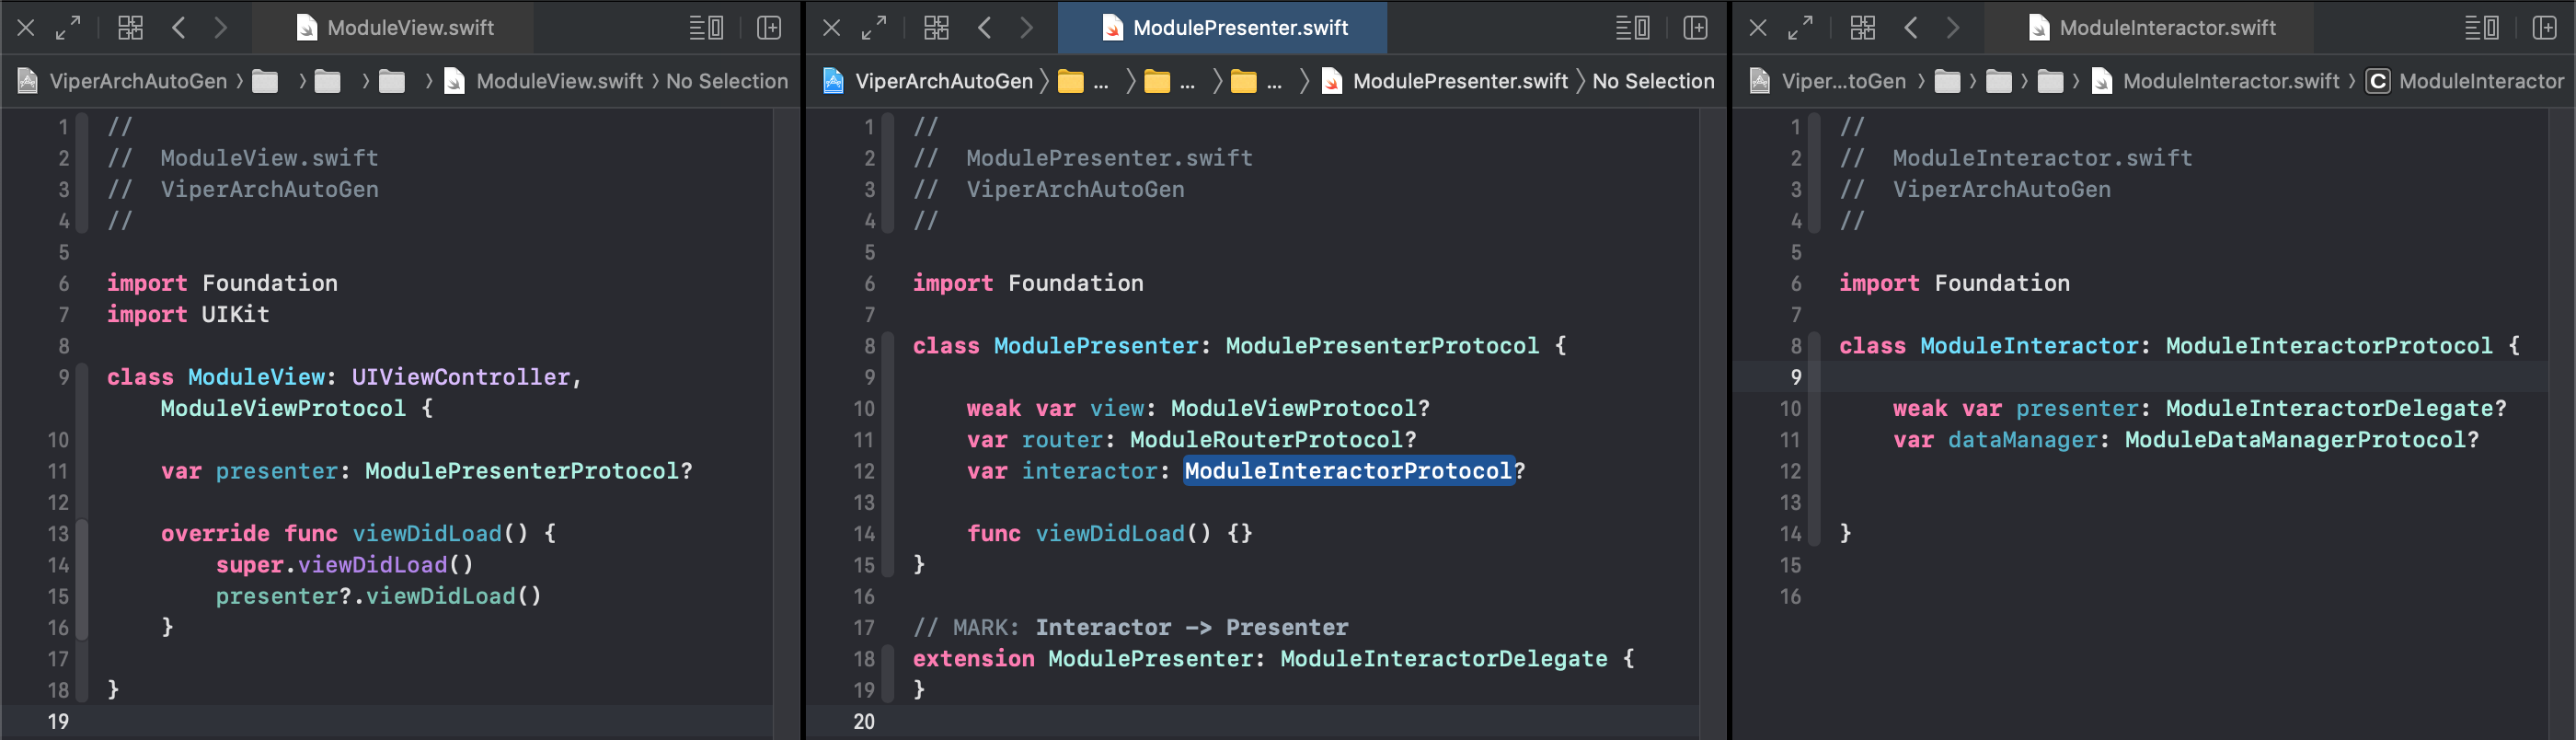 ModuleView.swift
ViperArchAutoGen 〉 〉 〉 〉 ModuleView.swift 〉 No Selection
1 //
2 //  ModuleView.swift
3 //  ViperArchAutoGen
4 //
5
6 import Foundation
7 import UIKit
8
9 class ModuleView: UIViewController,
ModuleViewProtocol {
10
11     var presenter: ModulePresenterProtocol?
12
13     override func viewDidLoad() {
14         super.viewDidLoad()
15         presenter?.viewDidLoad()
16     }
17
18 }
19
ModulePresenter.swift
ViperArchAutoGen 〉 ... 〉 ... 〉 ... 〉 ModulePresenter.swift 〉 No Selection
1 //
2 //  ModulePresenter.swift
3 //  ViperArchAutoGen
4 //
5
6 import Foundation
7
8 class ModulePresenter: ModulePresenterProtocol {
9
10     weak var view: ModuleViewProtocol?
11     var router: ModuleRouterProtocol?
12     var interactor: ModuleInteractorProtocol?
13
14     func viewDidLoad() {}
15 }
16
17 // MARK: Interactor -> Presenter
18 extension ModulePresenter: ModuleInteractorDelegate {
19 }
20
ModuleInteractor.swift
Viper...toGen 〉 〉 〉 〉 ModuleInteractor.swift 〉 C ModuleInteractor
1 //
2 //  ModuleInteractor.swift
3 //  ViperArchAutoGen
4 //
5
6 import Foundation
7
8 class ModuleInteractor: ModuleInteractorProtocol {
9
10     weak var presenter: ModuleInteractorDelegate?
11     var dataManager: ModuleDataManagerProtocol?
12
13
14 }
15
16